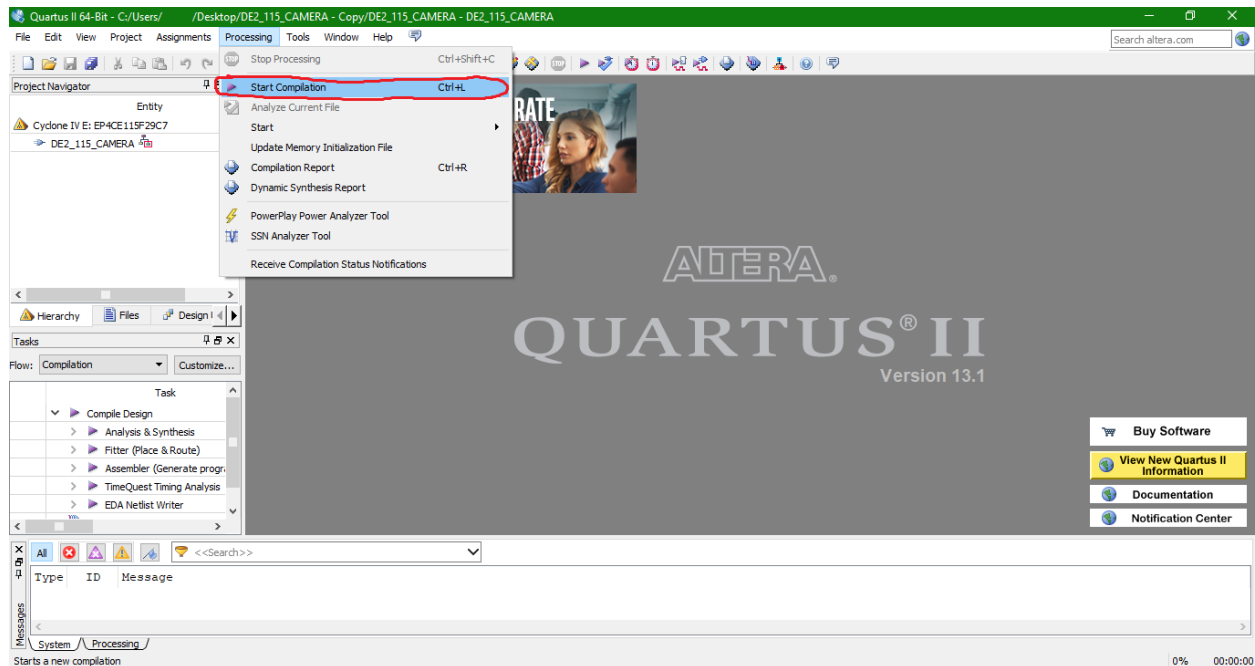 Quartus II 64-Bit - C:/Users/ /Desktop/DE2_115_CAMERA - Copy/DE2_115_CAMERA - DE2_115_CAMERA
File Edit View Project Assignments Processing Tools Window Help
Search altera.com
Stop Processing Ctrl+Shift+C
Project Navigator
Start Compilation Ctrl+L
Entity
Analyze Current File
Cyclone IV E: EP4CE115F29C7
Start
DE2_115_CAMERA
Update Memory Initialization File
Compilation Report Ctrl+R
Dynamic Synthesis Report
PowerPlay Power Analyzer Tool
SSN Analyzer Tool
Receive Compilation Status Notifications
RATE
ALTERA
QUARTUS® II
Version 13.1
Hierarchy Files Design
Tasks
Flow: Compilation Customize...
Task
Compile Design
Analysis & Synthesis
Fitter (Place & Route)
Assembler (Generate progr
TimeQuest Timing Analysis
EDA Netlist Writer
Buy Software
View New Quartus II
Information
Documentation
Notification Center
All <<Search>>
Type ID Message
Messages
System Processing
Starts a new compilation 0% 00:00:00